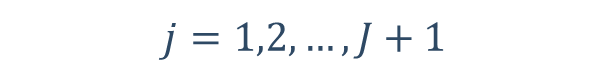 j = 1,2, … , J + 1